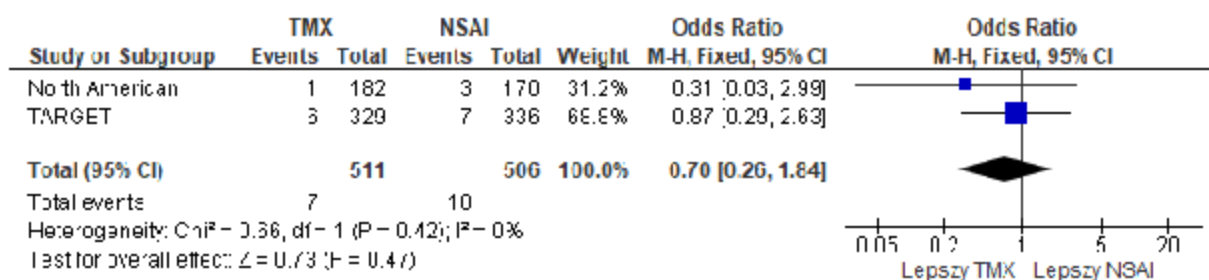 TMX NSAI Odds Ratio Odds Ratio
Study or Subgroup Events Total Events Total Weight M-H, Fixed, 95% CI M-H, Fixed, 95% CI
North American 1 182 3 170 31.2% 0.31 [0.03, 2.99]
TARGET 6 329 7 336 68.8% 0.87 [0.29, 2.63]
Total (95% CI) 511 506 100.0% 0.70 [0.26, 1.84]
Total events 7 10
Heterogeneity: Chi² = 0.66, df = 1 (P = 0.42); I² = 0%
Test for overall effect: Z = 0.73 (P = 0.47)
0.05 0.2 1 5 20
Lepszy TMX Lepszy NSAI